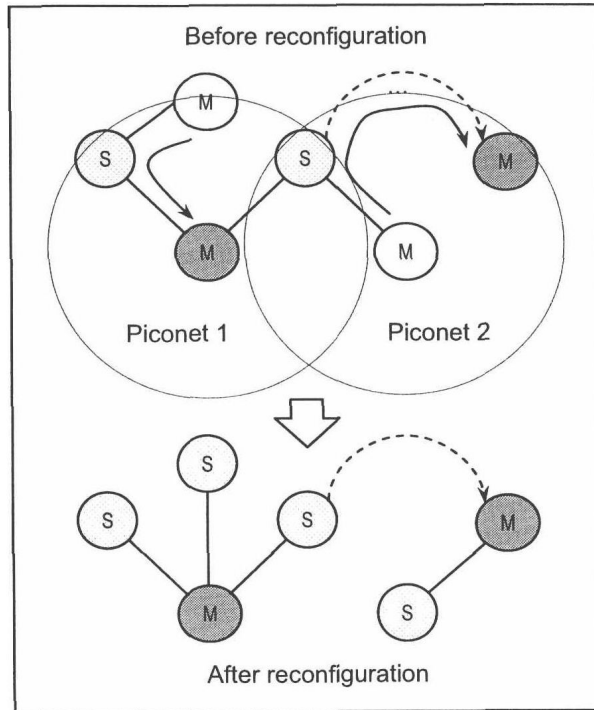 Before reconfiguration
...
M
S
S
M
M
M
Piconet 1
Piconet 2
S
S
S
M
M
S
After reconfiguration